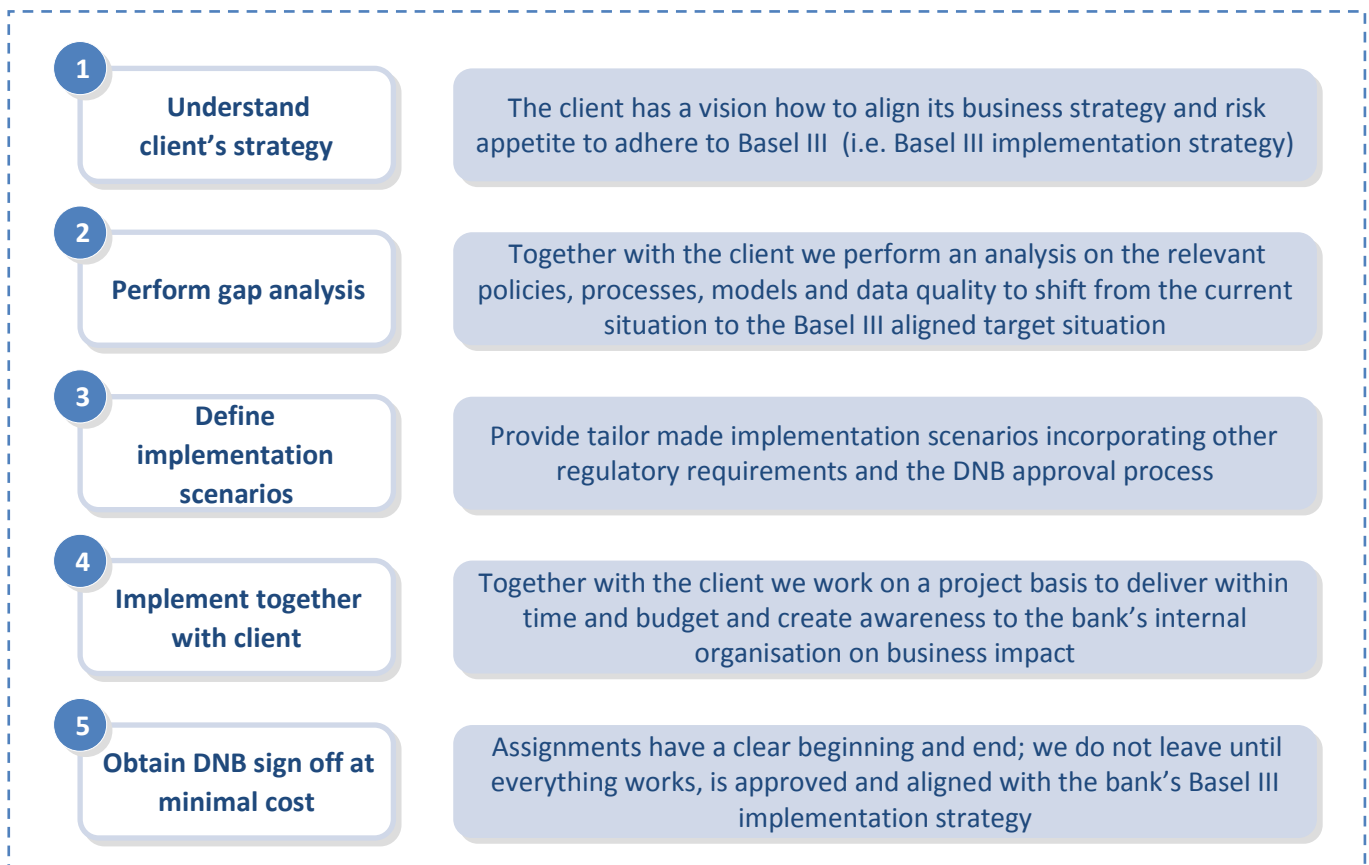 1
Understand
client's strategy
The client has a vision how to align its business strategy and risk
appetite to adhere to Basel III  (i.e. Basel III implementation strategy)
2
Perform gap analysis
Together with the client we perform an analysis on the relevant
policies, processes, models and data quality to shift from the current
situation to the Basel III aligned target situation
3
Define
implementation
scenarios
Provide tailor made implementation scenarios incorporating other
regulatory requirements and the DNB approval process
4
Implement together
with client
Together with the client we work on a project basis to deliver within
time and budget and create awareness to the bank's internal
organisation on business impact
5
Obtain DNB sign off at
minimal cost
Assignments have a clear beginning and end; we do not leave until
everything works, is approved and aligned with the bank's Basel III
implementation strategy